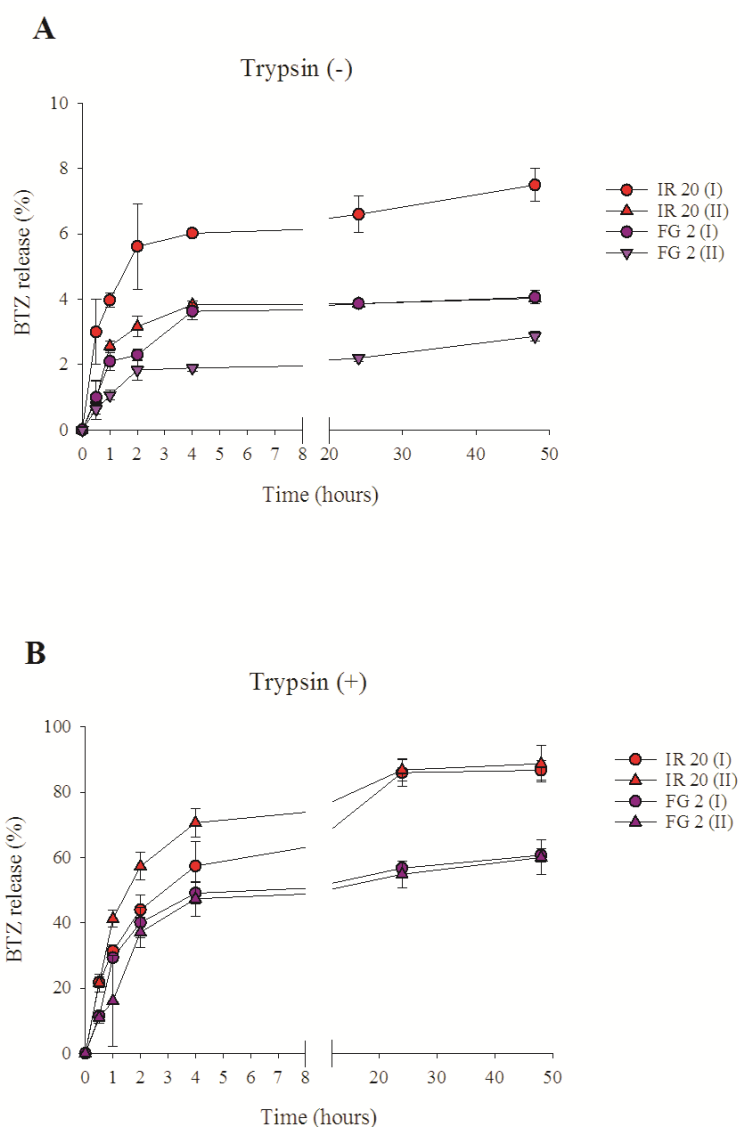 A
Trypsin (-)
10
8
6
4
2
0
BTZ release (%)
0 1 2 3 4 5 6 7 8 20 30 40 50
Time (hours)
IR 20 (I)
IR 20 (II)
FG 2 (I)
FG 2 (II)
B
Trypsin (+)
100
80
60
40
20
0
BTZ release (%)
0 1 2 3 4 5 6 8 20 30 40 50
Time (hours)
IR 20 (I)
IR 20 (II)
FG 2 (I)
FG 2 (II)